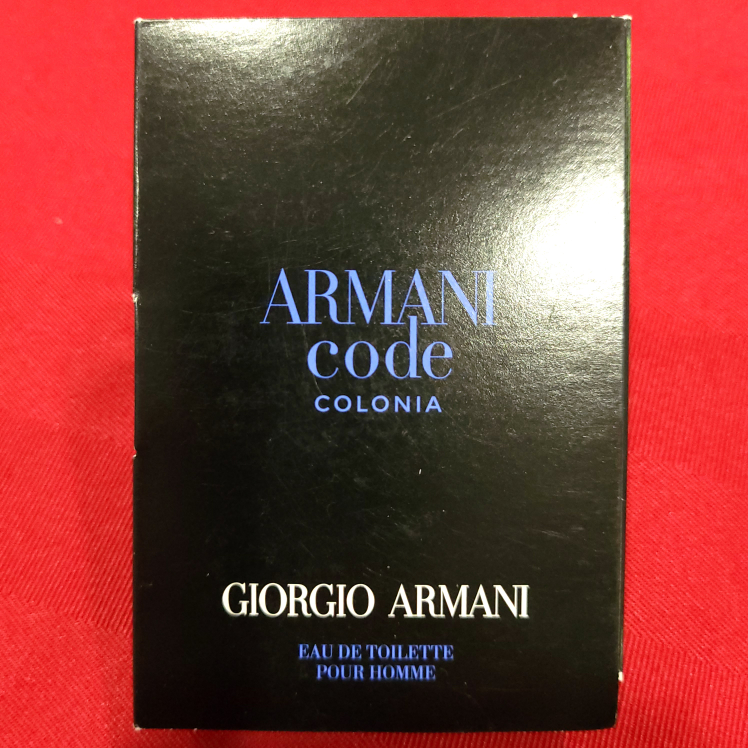 ARMANI
code
COLONIA
GIORGIO ARMANI
EAU DE TOILETTE
POUR HOMME